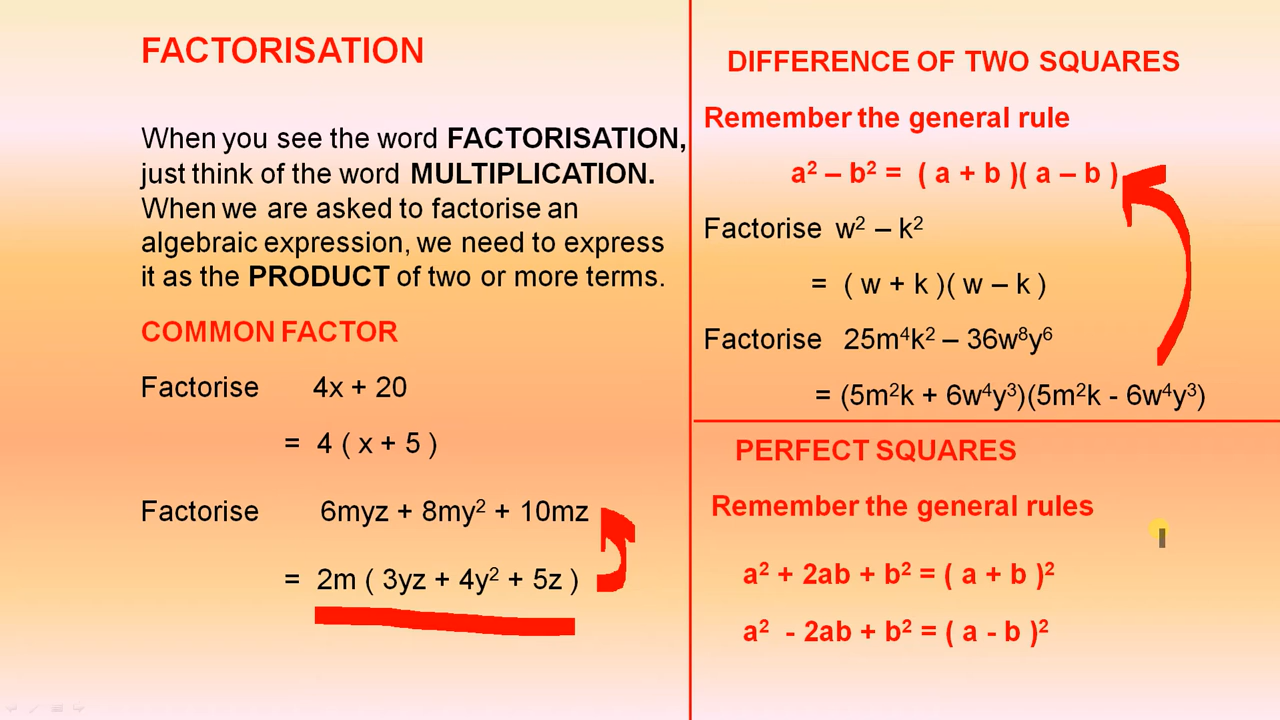 FACTORISATION
When you see the word FACTORISATION,
just think of the word MULTIPLICATION.
When we are asked to factorise an
algebraic expression, we need to express
it as the PRODUCT of two or more terms.
COMMON FACTOR
Factorise 4x + 20
= 4 ( x + 5 )
Factorise 6myz + 8my² + 10mz
= 2m ( 3yz + 4y² + 5z )
DIFFERENCE OF TWO SQUARES
Remember the general rule
a² – b² = ( a + b )( a – b )
Factorise w² – k²
= ( w + k )( w – k )
Factorise 25m⁴k² – 36w⁸y⁶
= (5m²k + 6w⁴y³)(5m²k - 6w⁴y³)
PERFECT SQUARES
Remember the general rules
a² + 2ab + b² = ( a + b )²
a² - 2ab + b² = ( a - b )²